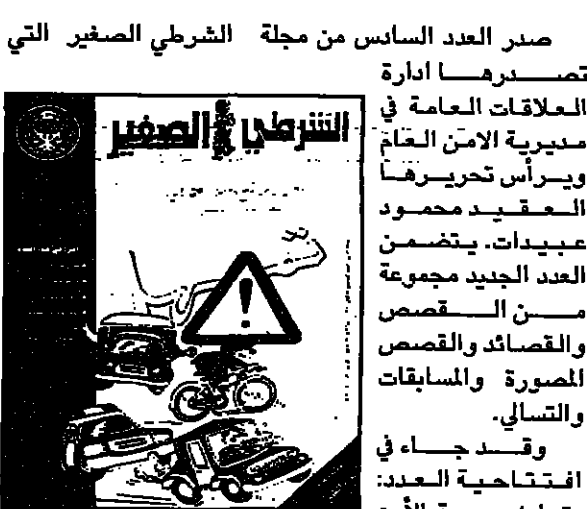 صدر العدد السادس من مجلة الشرطي الصغير التي
تصدرها ادارة
العلاقات العامة في
مديرية الامن العام
ويرأس تحريرها
العقيد محمود
عبيدات. يتضمن
العدد الجديد مجموعة
من القصص
والقصائد والقصص
المصورة والمسابقات
والتسالي.
وقد جاء في
افتتاحية العدد:
الشرطي الصغير